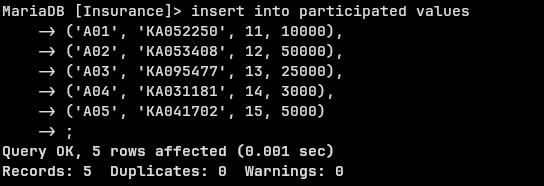 MariaDB [Insurance]> insert into participated values
    -> ('A01', 'KA052250', 11, 10000),
    -> ('A02', 'KA053408', 12, 50000),
    -> ('A03', 'KA095477', 13, 25000),
    -> ('A04', 'KA031181', 14, 3000),
    -> ('A05', 'KA041702', 15, 5000)
    -> ;
Query OK, 5 rows affected (0.001 sec)
Records: 5  Duplicates: 0  Warnings: 0